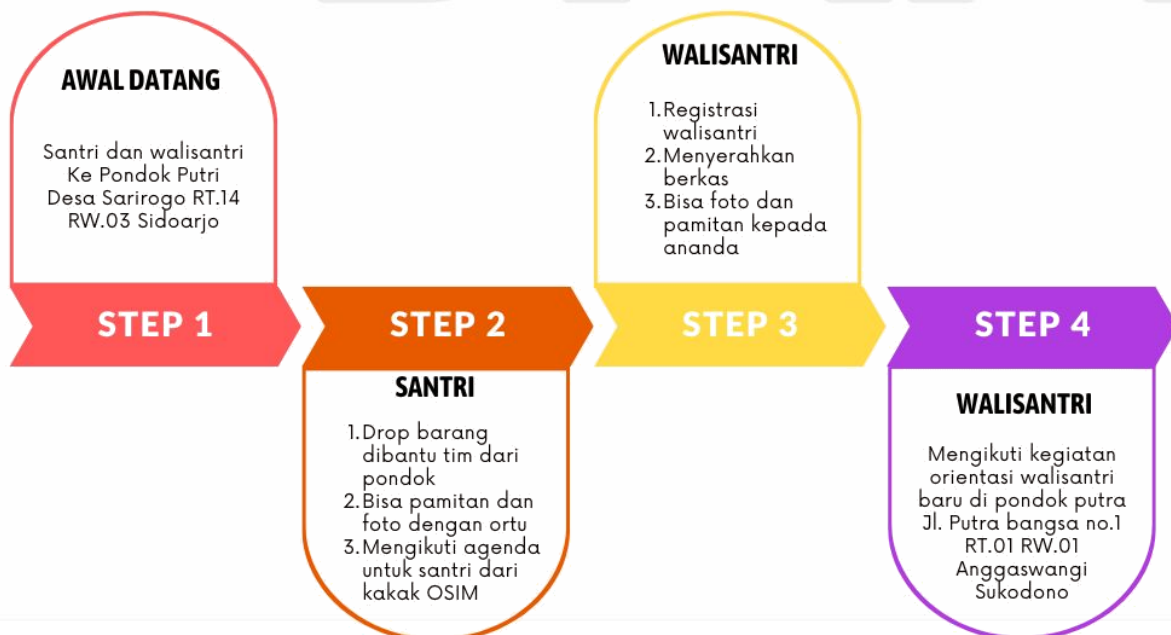 AWAL DATANG
Santri dan walisantri
Ke Pondok Putri
Desa Sarirogo RT.14
RW.03 Sidoarjo
STEP 1
STEP 2
SANTRI
1.Drop barang
dibantu tim dari
pondok
2.Bisa pamitan dan
foto dengan ortu
3.Mengikuti agenda
untuk santri dari
kakak OSIM
WALISANTRI
1.Registrasi
walisantri
2.Menyerahkan
berkas
3.Bisa foto dan
pamitan kepada
ananda
STEP 3
STEP 4
WALISANTRI
Mengikuti kegiatan
orientasi walisantri
baru di pondok putra
Jl. Putra bangsa no.1
RT.01 RW.01
Anggaswangi
Sukodono